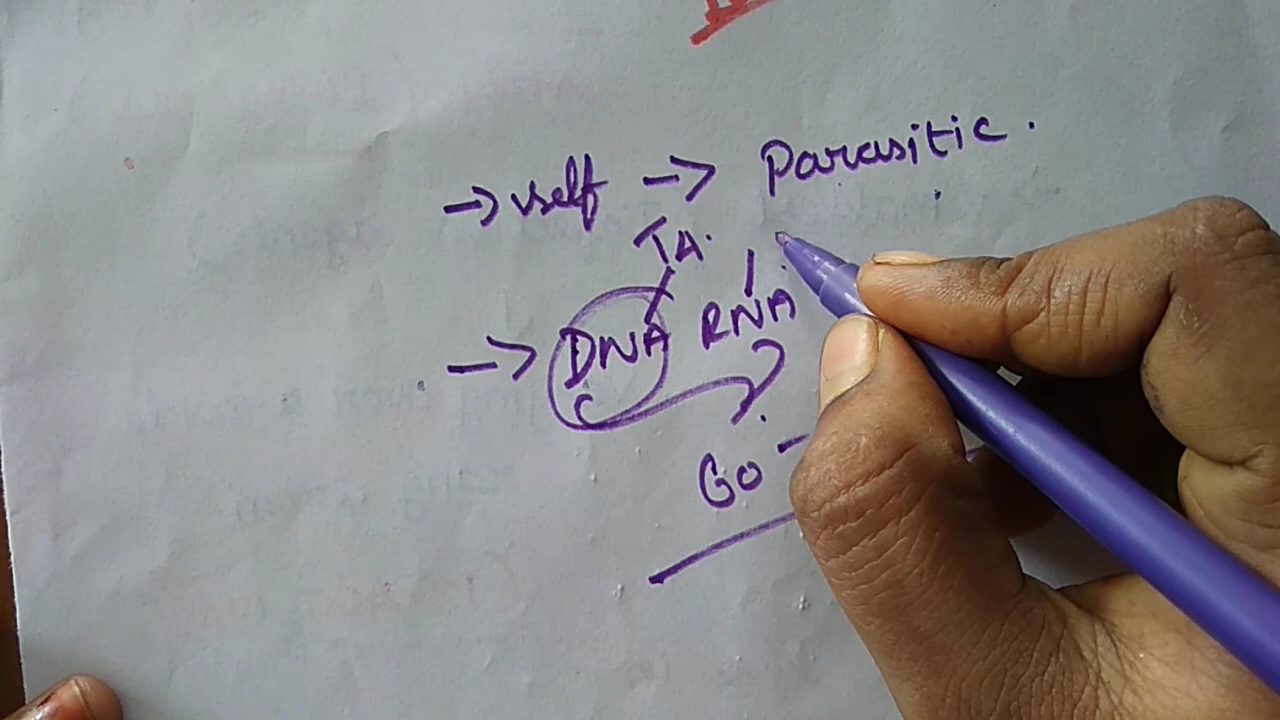 → self → Parasitic.
TA.
→ DNA RNA
Go -